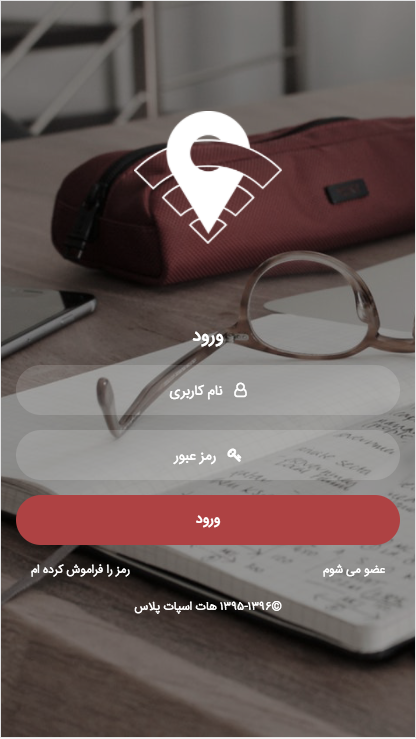 ورود
نام کاربری
رمز عبور
ورود
عضو می شوم
رمز را فراموش کرده ام
©۱۳۹۵-۱۳۹۶ هات اسپات پلاس